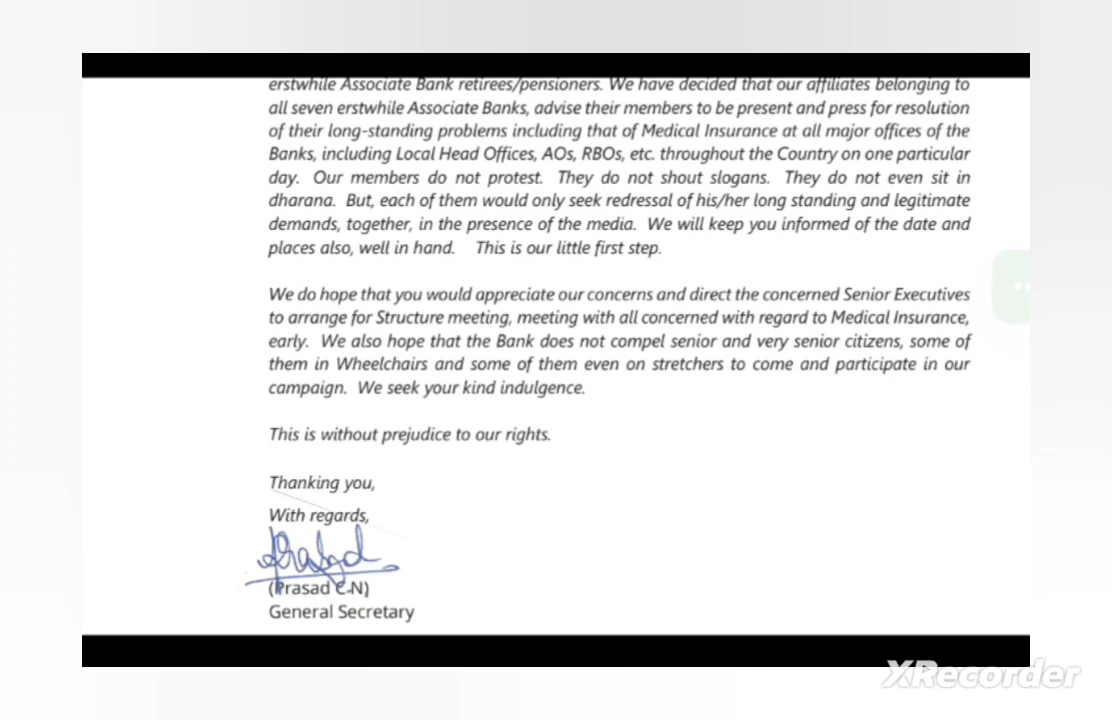 erstwhile Associate Bank retirees/pensioners. We have decided that our affiliates belonging to
all seven erstwhile Associate Banks, advise their members to be present and press for resolution
of their long-standing problems including that of Medical Insurance at all major offices of the
Banks, including Local Head Offices, AOs, RBOs, etc. throughout the Country on one particular
day. Our members do not protest. They do not shout slogans. They do not even sit in
dharana. But, each of them would only seek redressal of his/her long standing and legitimate
demands, together, in the presence of the media. We will keep you informed of the date and
places also, well in hand. This is our little first step.
We do hope that you would appreciate our concerns and direct the concerned Senior Executives
to arrange for Structure meeting, meeting with all concerned with regard to Medical Insurance,
early. We also hope that the Bank does not compel senior and very senior citizens, some of
them in Wheelchairs and some of them even on stretchers to come and participate in our
campaign. We seek your kind indulgence.
This is without prejudice to our rights.
Thanking you,
With regards,
(Prasad C.N)
General Secretary
XRecorder